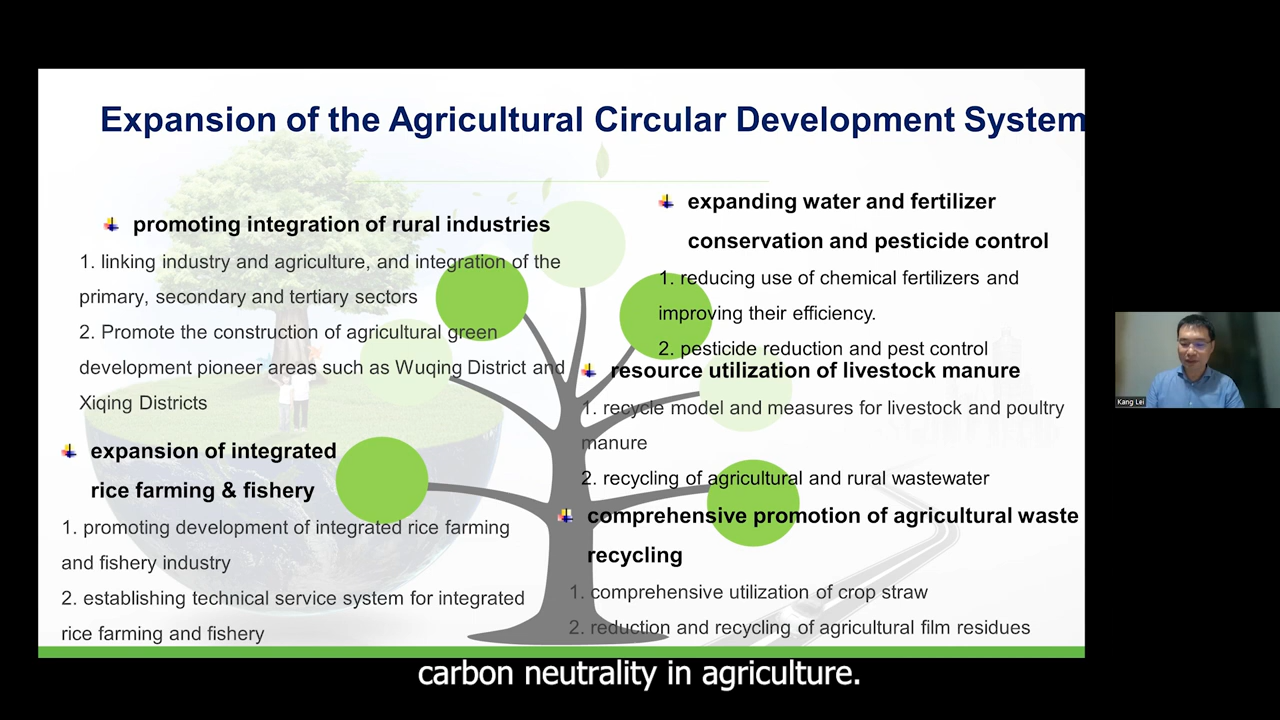 Expansion of the Agricultural Circular Development System
promoting integration of rural industries
1. linking industry and agriculture, and integration of the
primary, secondary and tertiary sectors
2. Promote the construction of agricultural green
development pioneer areas such as Wuqing District and
Xiqing Districts
expansion of integrated
rice farming & fishery
1. promoting development of integrated rice farming
and fishery industry
2. establishing technical service system for integrated
rice farming and fishery
expanding water and fertilizer
conservation and pesticide control
1. reducing use of chemical fertilizers and
improving their efficiency.
2. pesticide reduction and pest control
resource utilization of livestock manure
1. recycle model and measures for livestock and poultry
manure
2. recycling of agricultural and rural wastewater
comprehensive promotion of agricultural waste
recycling
1. comprehensive utilization of crop straw
2. reduction and recycling of agricultural film residues
Kang Lei
carbon neutrality in agriculture.